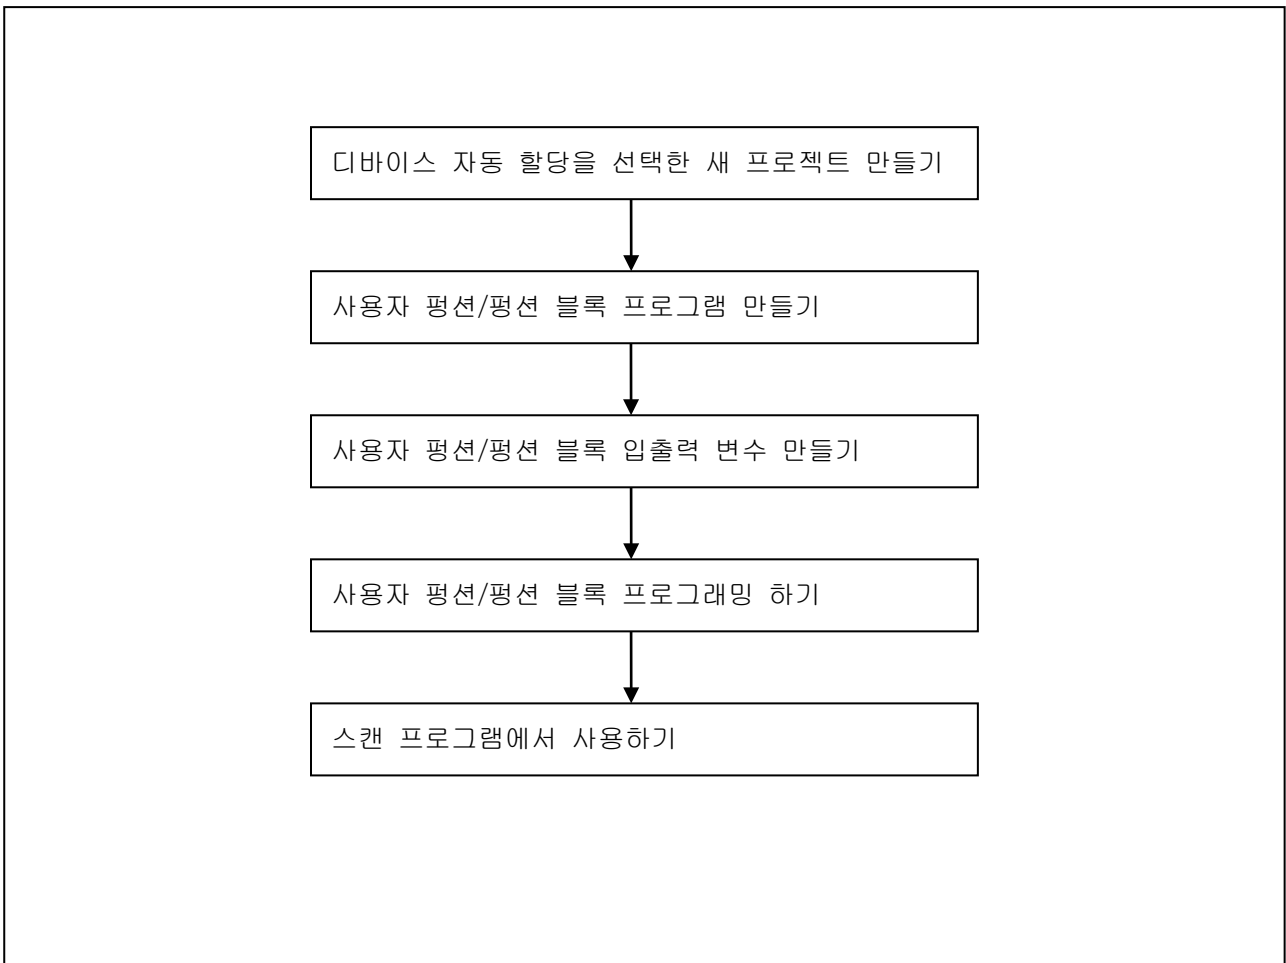 디바이스 자동 할당을 선택한 새 프로젝트 만들기
사용자 펑션/펑션 블록 프로그램 만들기
사용자 펑션/펑션 블록 입출력 변수 만들기
사용자 펑션/펑션 블록 프로그래밍 하기
스캔 프로그램에서 사용하기